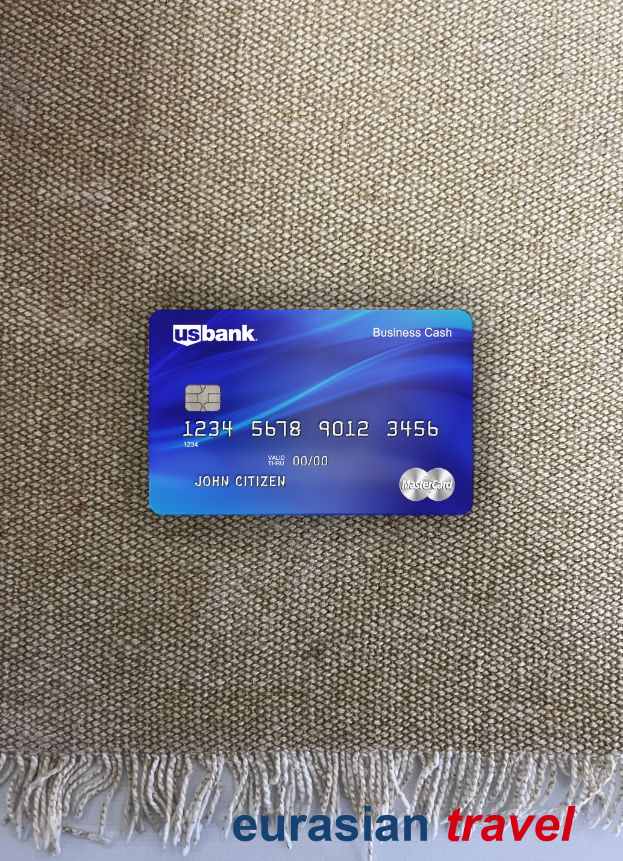 usbank
Business Cash
1234 5678 9012 3456
1234
VALID
THRU 00/00
JOHN CITIZEN
MasterCard
eurasian travel